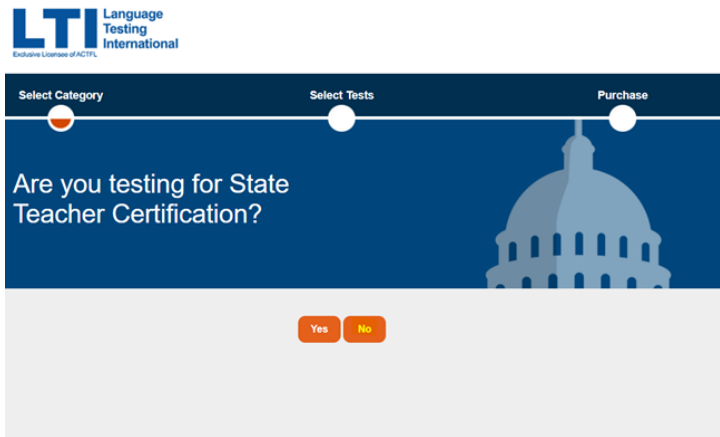 LTI
Language
Testing
International
Exclusive Licensee of ACTFL
Select Category
Select Tests
Purchase
Are you testing for State
Teacher Certification?
Yes
No